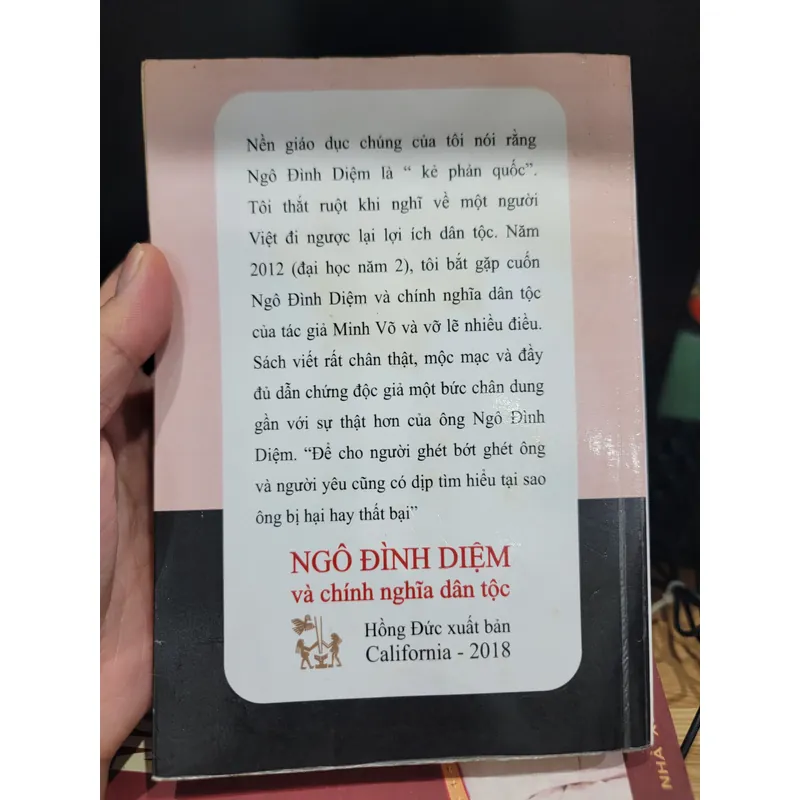 Nền giáo dục chúng của tôi nói rằng
Ngô Đình Diệm là “ kẻ phản quốc”.
Tôi thắt ruột khi nghĩ về một người
Việt đi ngược lại lợi ích dân tộc. Năm
2012 (đại học năm 2), tôi bắt gặp cuốn
Ngô Đình Diệm và chính nghĩa dân tộc
của tác giả Minh Võ và vỡ lẽ nhiều điều.
Sách viết rất chân thật, mộc mạc và đầy
đủ dẫn chứng độc giả một bức chân dung
gần với sự thật hơn của ông Ngô Đình
Diệm. “Để cho người ghét bớt ghét ông
và người yêu cũng có dịp tìm hiểu tại sao
ông bị hại hay thất bại”
NGÔ ĐÌNH DIỆM
và chính nghĩa dân tộc
Hồng Đức xuất bản
California - 2018
NHÀ